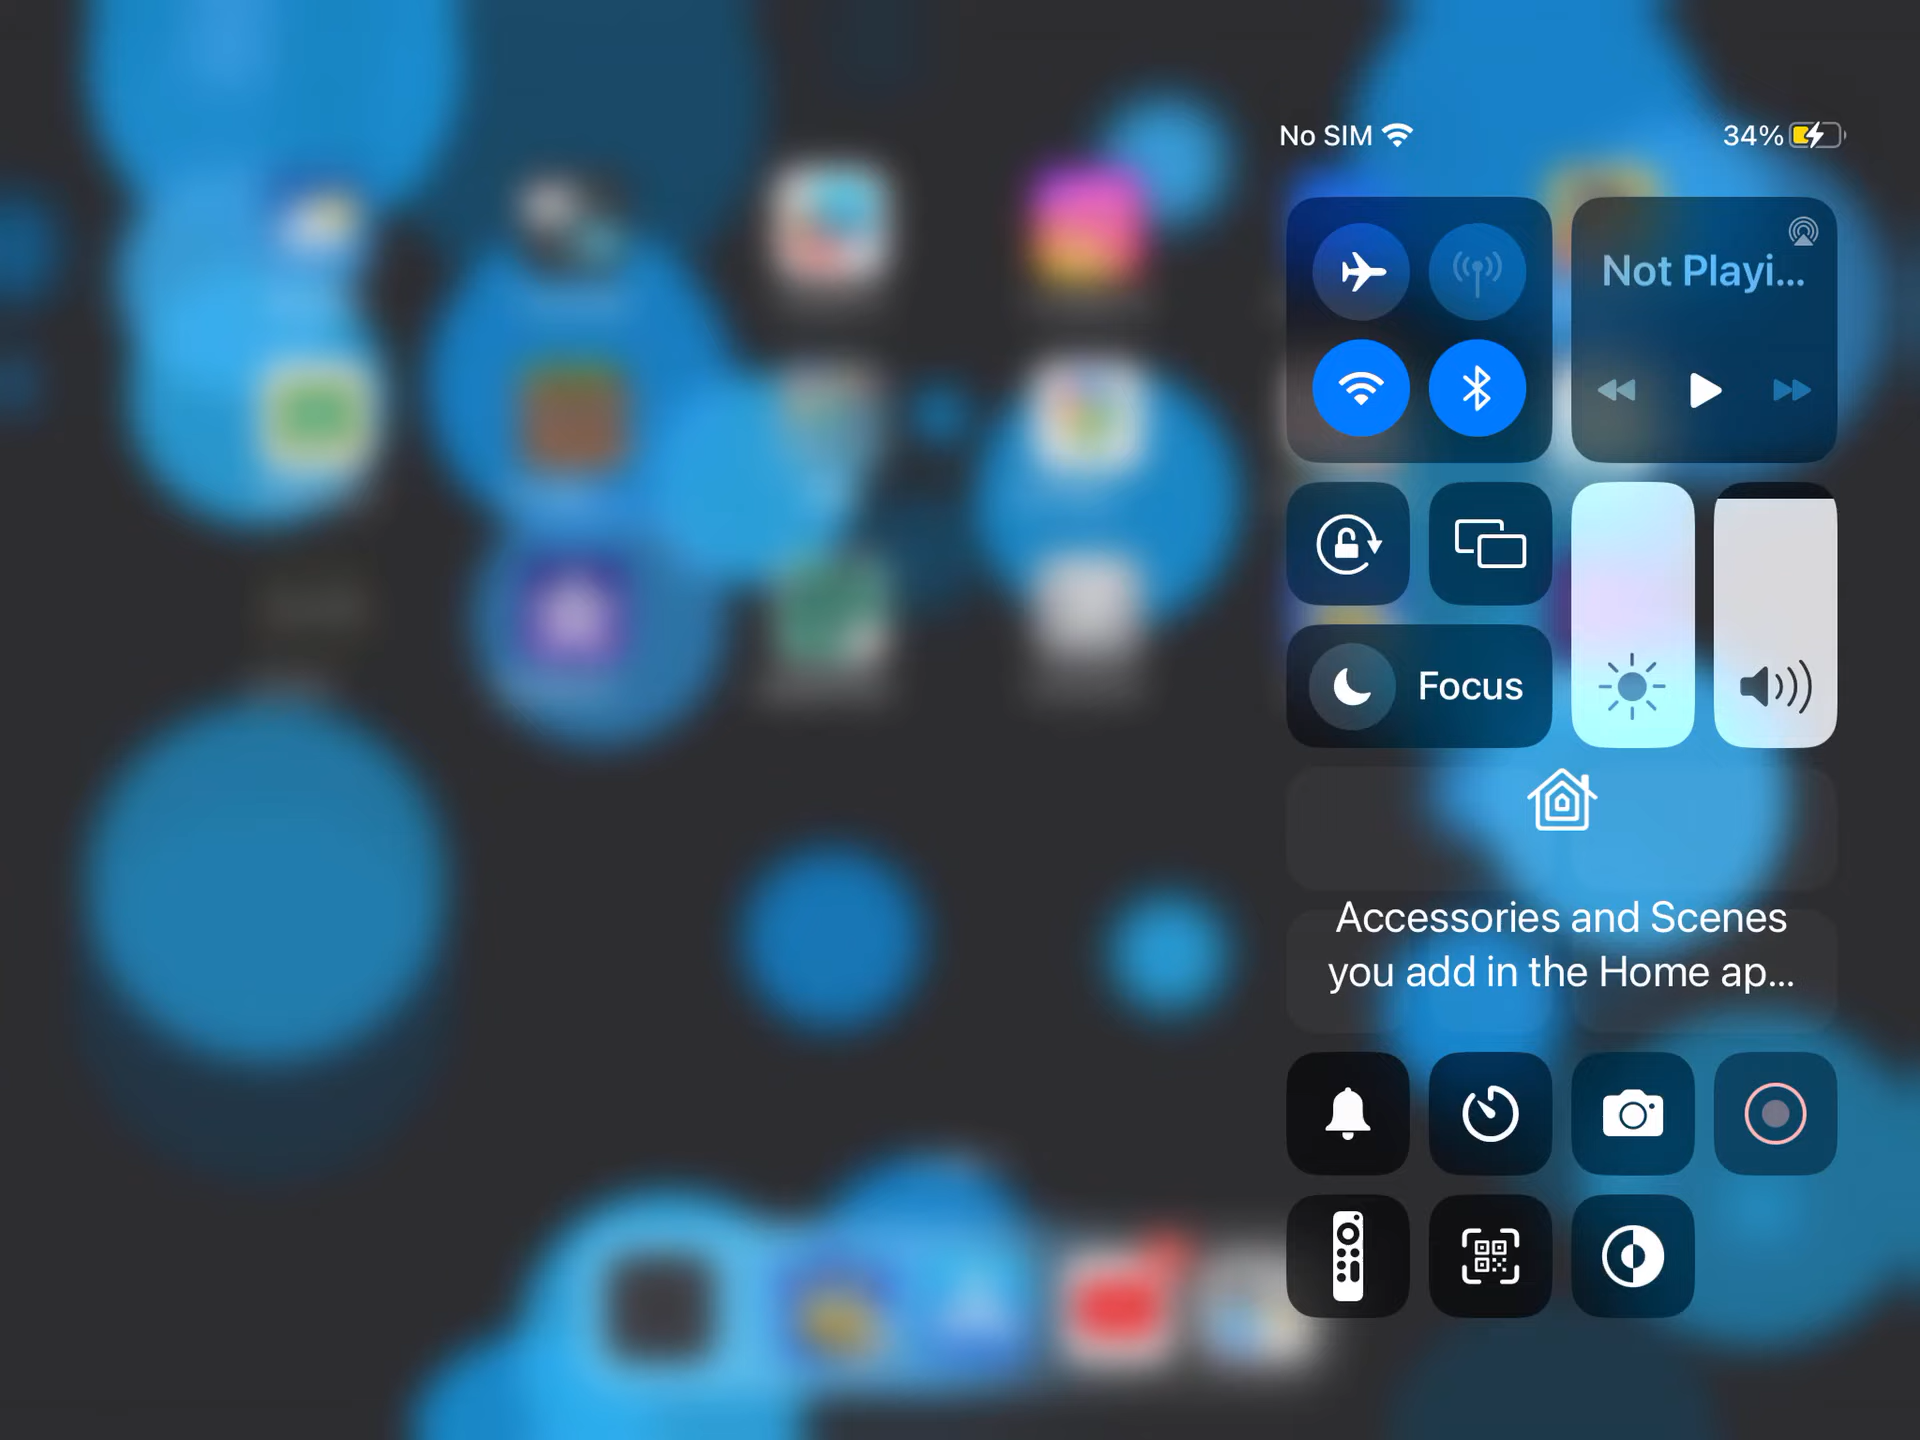 No SIM
34%
Not Playi...
Focus
Accessories and Scenes
you add in the Home ap...